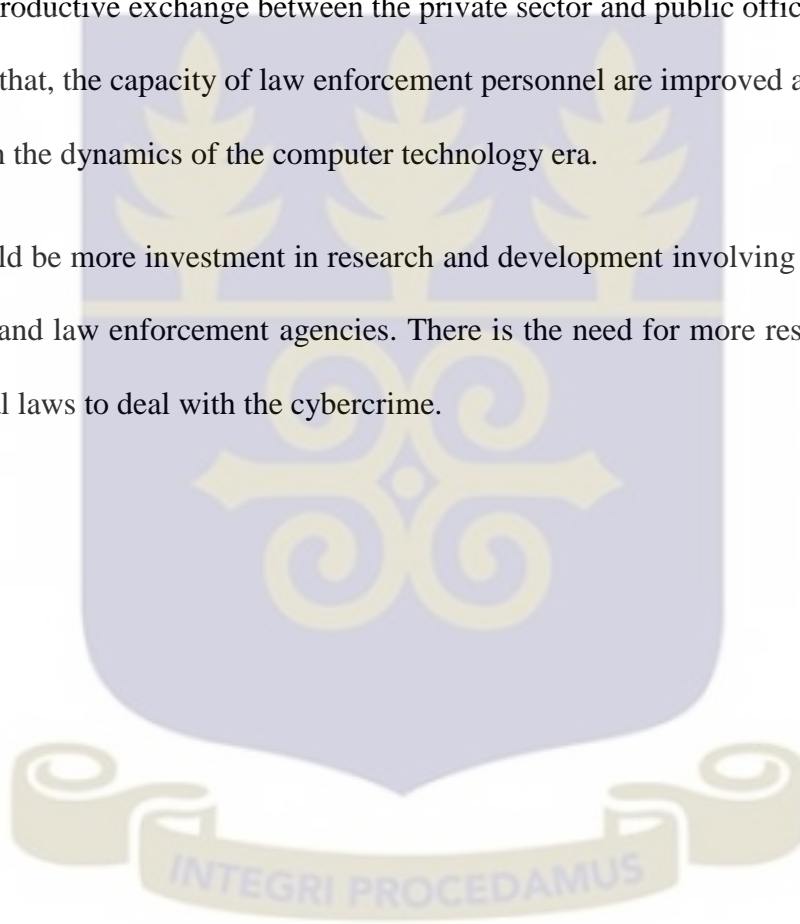 roductive exchange between the private sector and public offic
that, the capacity of law enforcement personnel are improved a
the dynamics of the computer technology era.
ld be more investment in research and development involving
and law enforcement agencies. There is the need for more res
l laws to deal with the cybercrime.
INTEGRI PROCEDAMUS